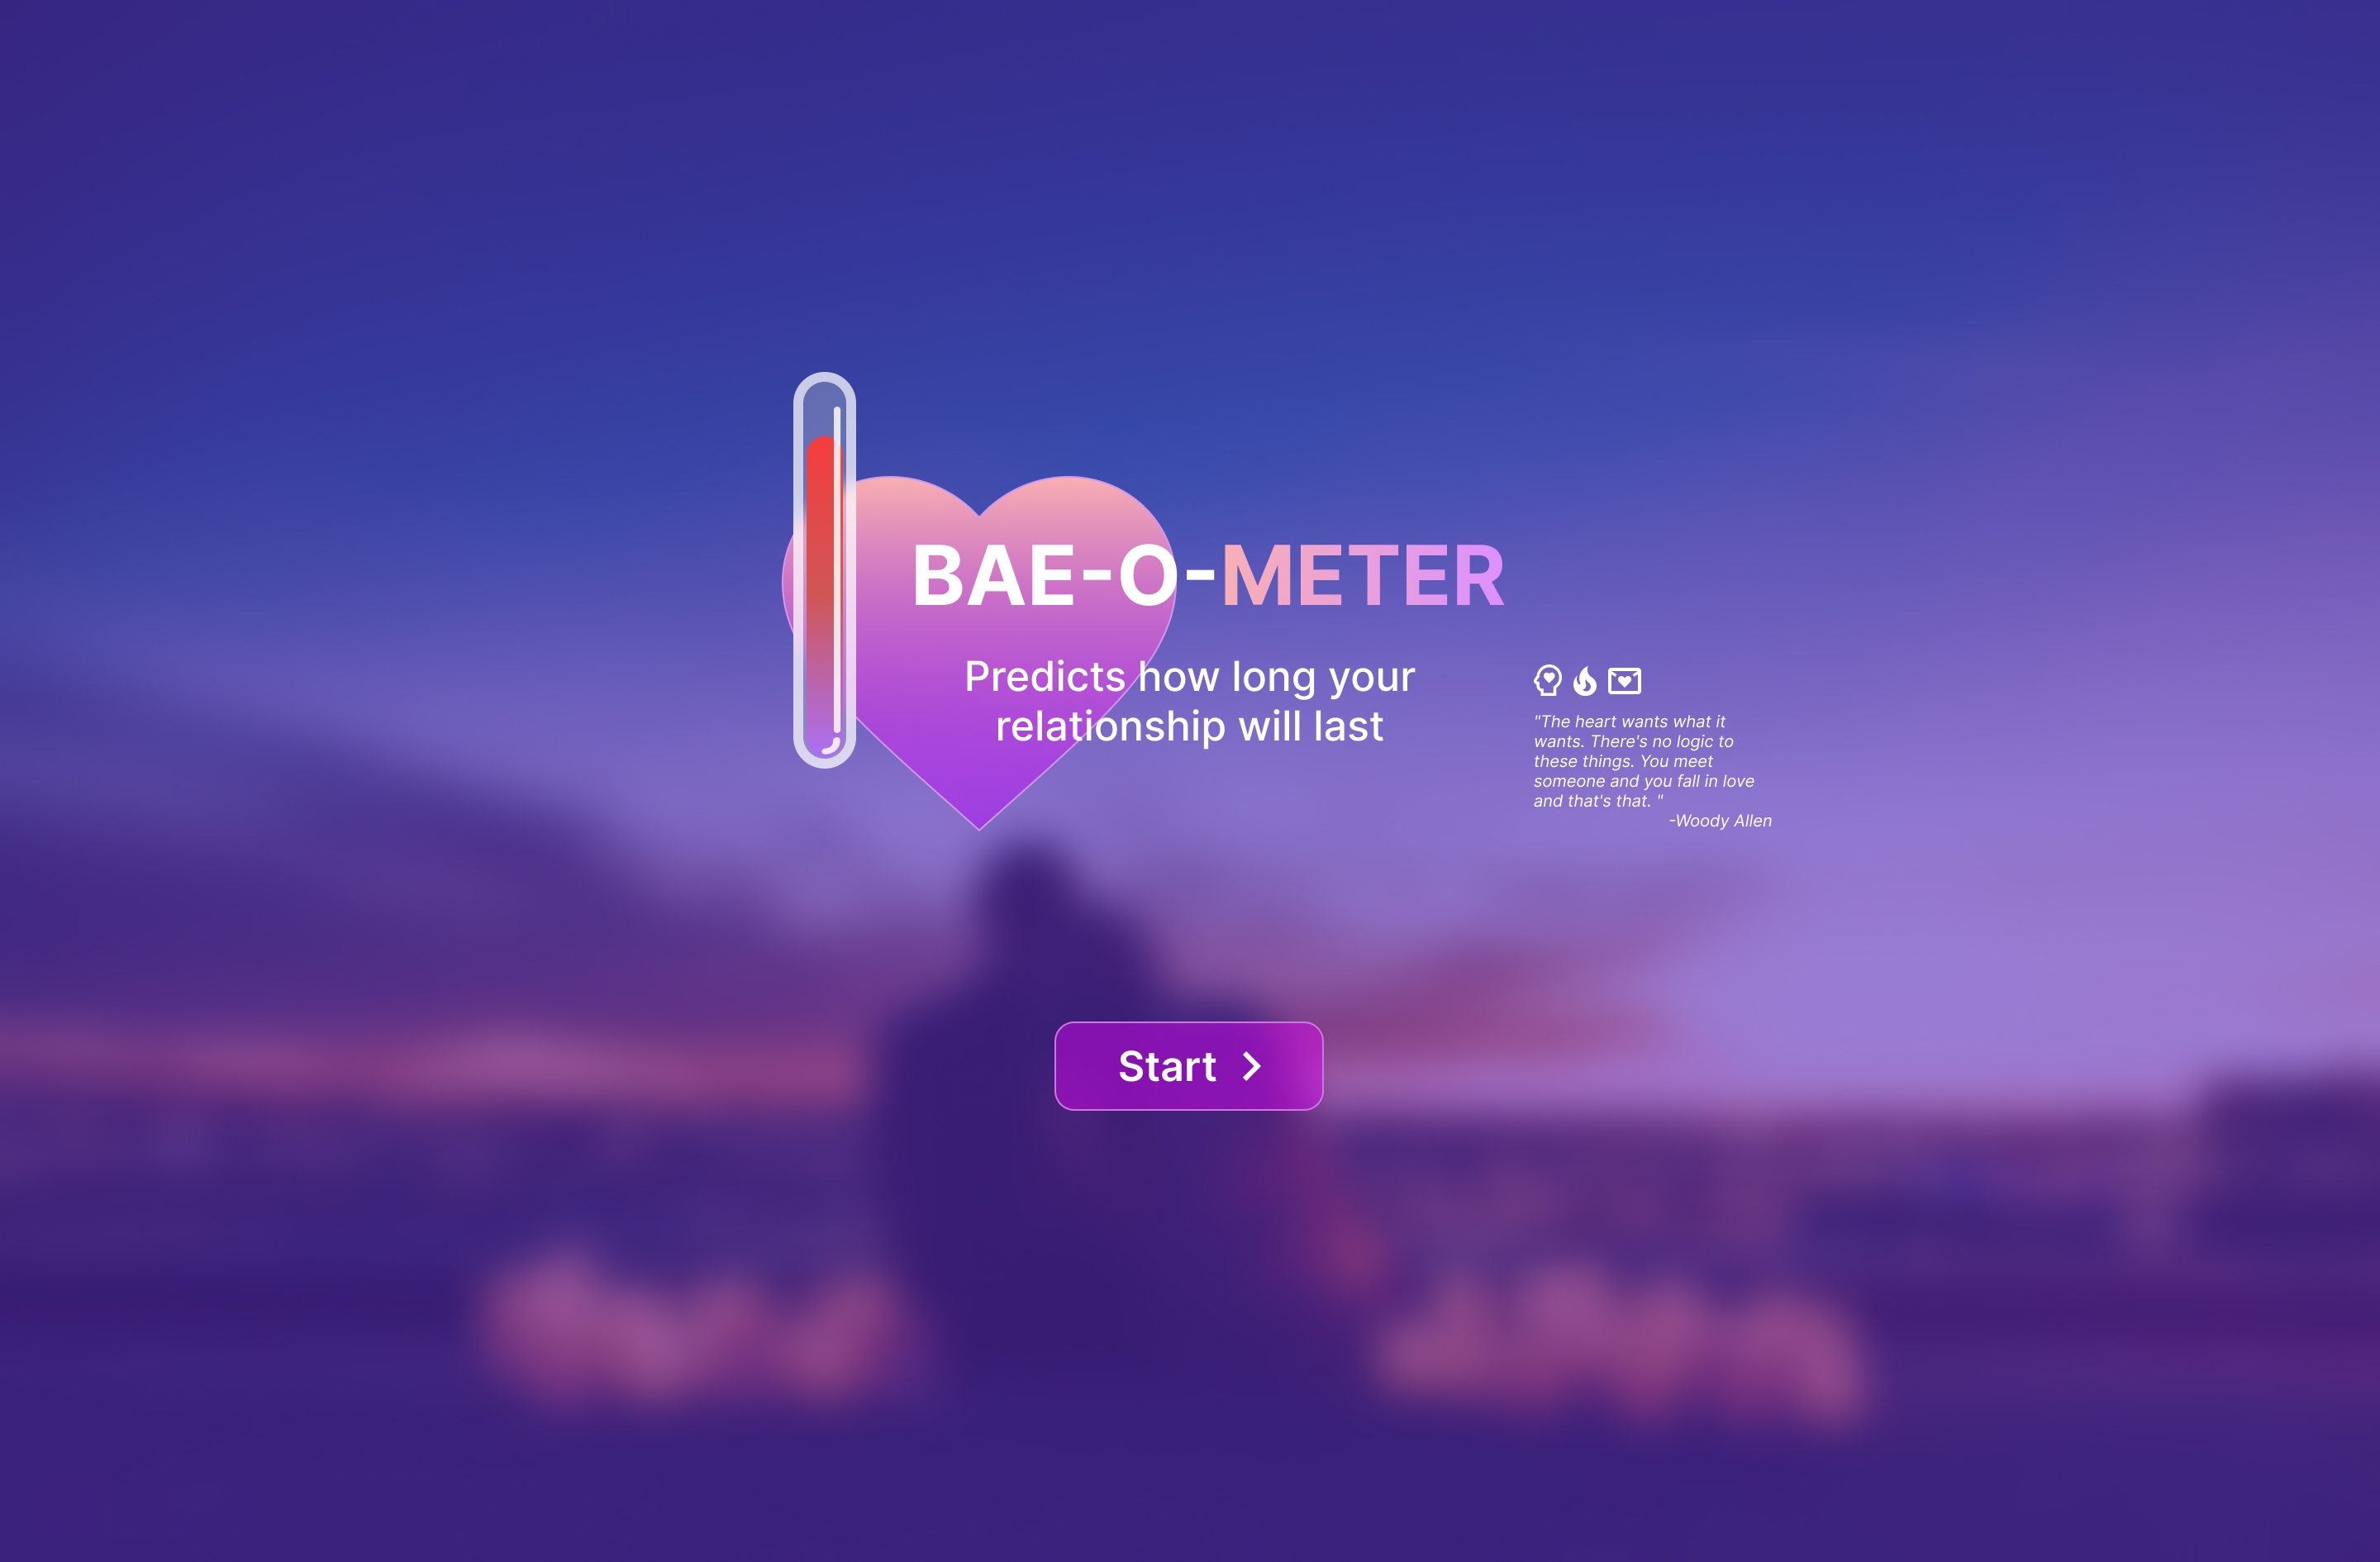 BAE-O-METER
Predicts how long your
relationship will last
"The heart wants what it
wants. There's no logic to
these things. You meet
someone and you fall in love
and that's that. "
-Woody Allen
Start